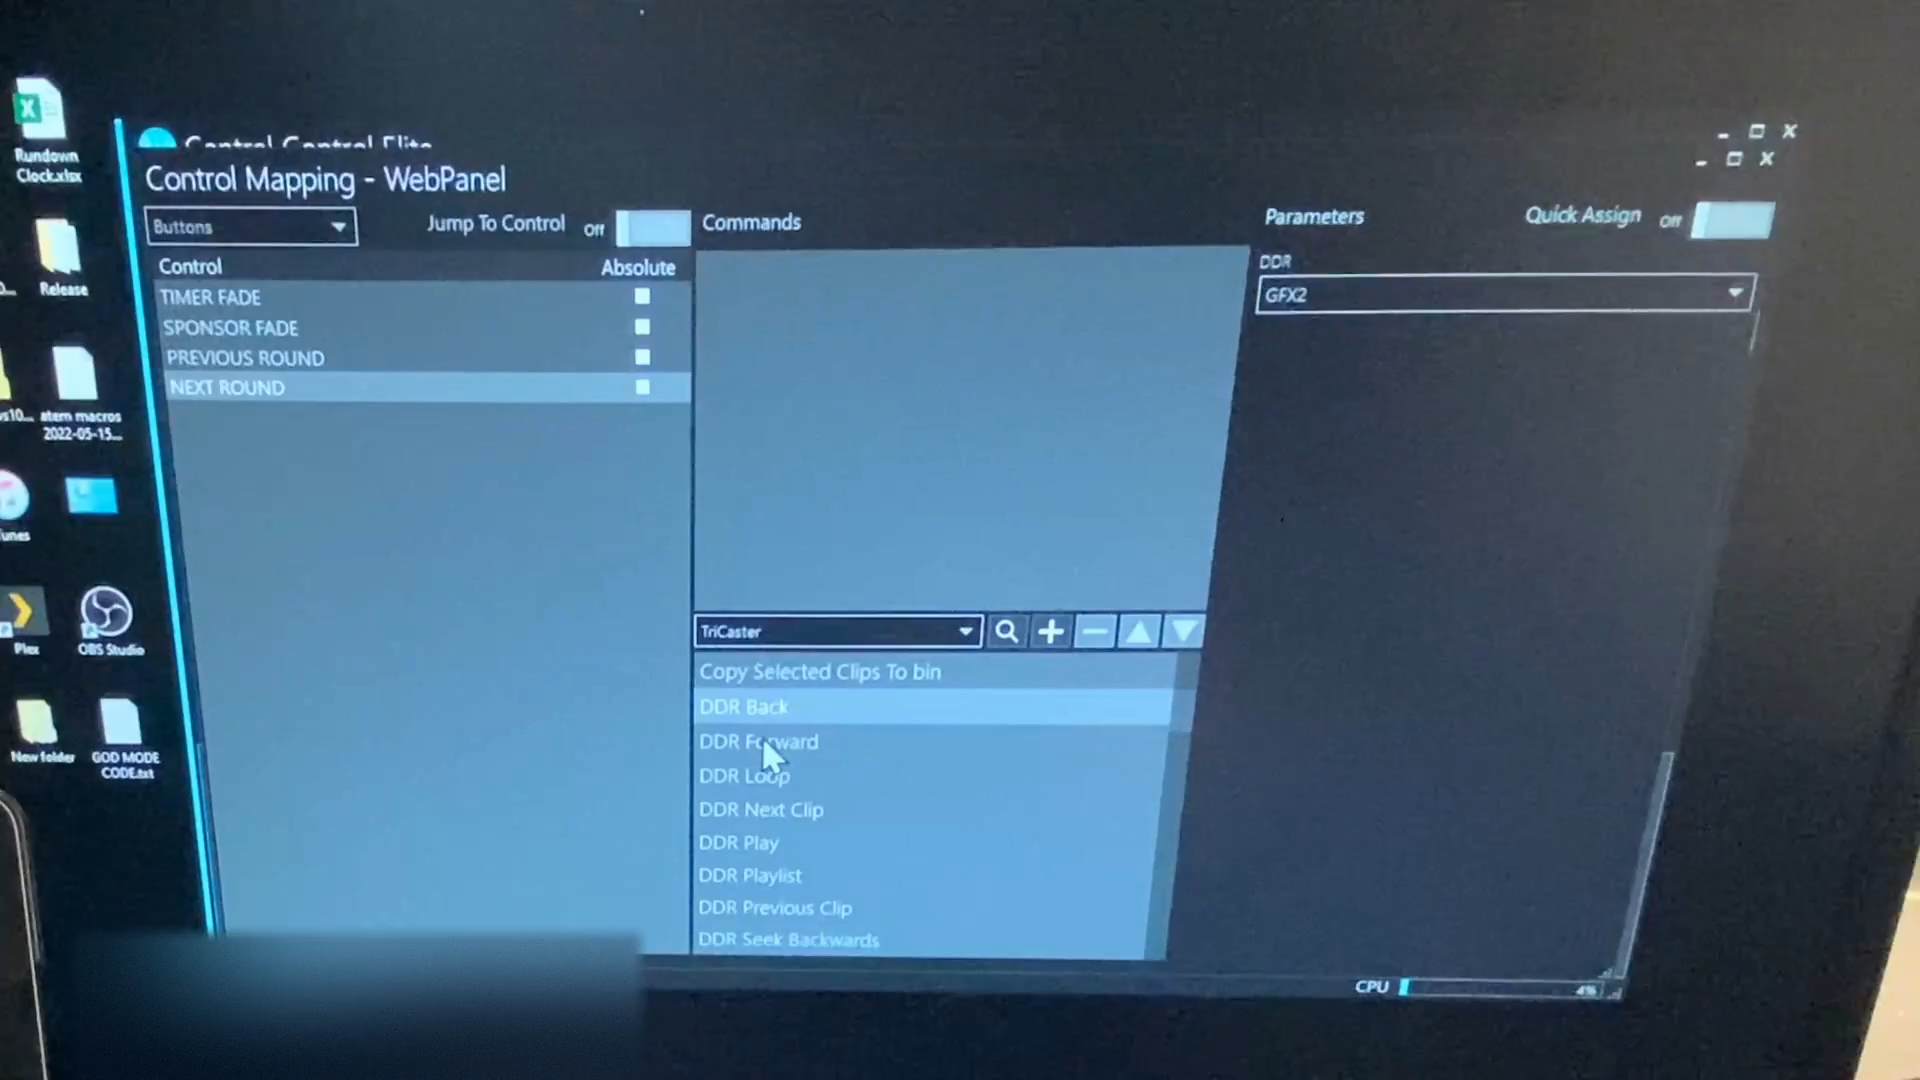 Control Control Elite
Control Mapping - WebPanel
Buttons
Jump To Control Off
Commands
Parameters
Quick Assign Off
Control Absolute
TIMER FADE
SPONSOR FADE
PREVIOUS ROUND
NEXT ROUND
DDR
GFX2
TriCaster
Copy Selected Clips To bin
DDR Back
DDR Forward
DDR Loop
DDR Next Clip
DDR Play
DDR Playlist
DDR Previous Clip
DDR Seek Backwards
CPU 4%
Rundown
Clock.xlsx
Release
atem macros
2022-05-15...
Plex
OBS Studio
New folder
GOD MODE
CODE.txt